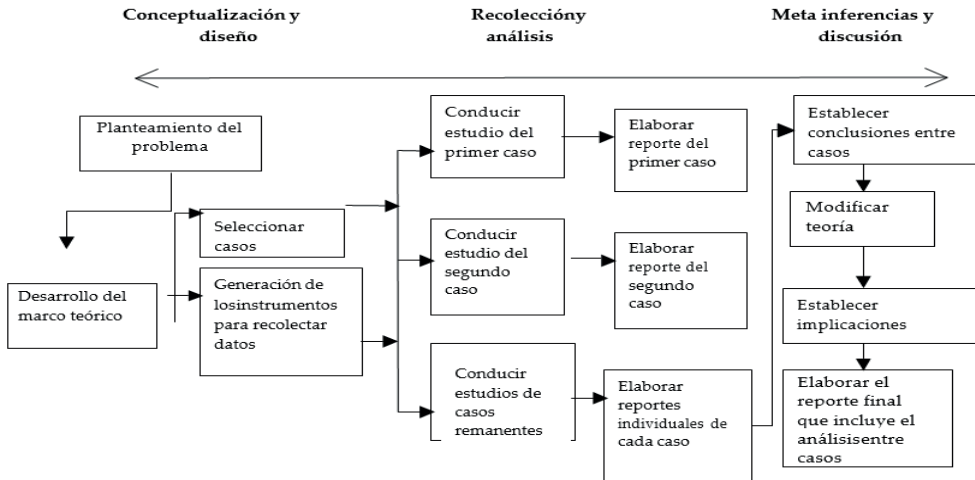 Conceptualización y
diseño
Recoleccióny
análisis
Meta inferencias y
discusión
Planteamiento del
problema
Desarrollo del
marco teórico
Seleccionar
casos
Generación de
losinstrumentos
para recolectar
datos
Conducir
estudio del
primer caso
Elaborar
reporte del
primer caso
Conducir
estudio del
segundo
caso
Elaborar
reporte del
segundo
caso
Conducir
estudios de
casos
remanentes
Elaborar
reportes
individuales de
cada caso
Establecer
conclusiones entre
casos
Modificar
teoría
Establecer
implicaciones
Elaborar el
reporte final
que incluye el
análisisentre
casos